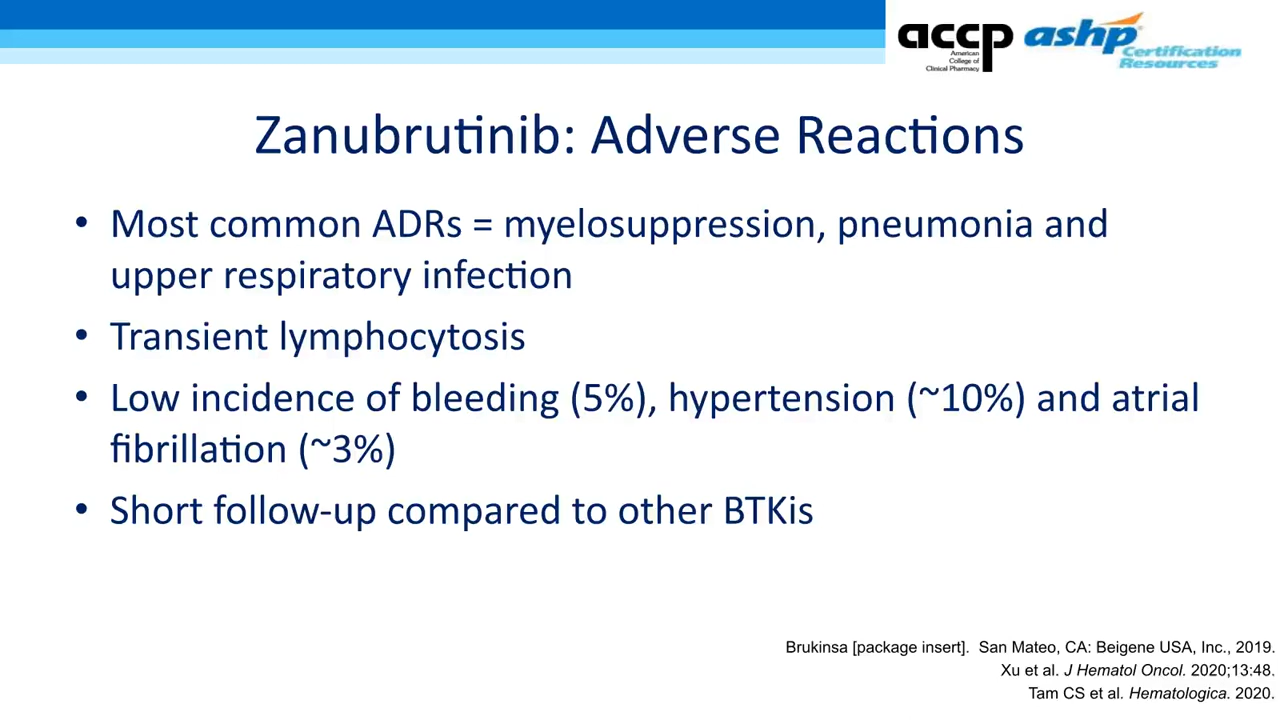 accp
American
College of
Clinical Pharmacy
ashp
Certification
Resources
Zanubrutinib: Adverse Reactions
• Most common ADRs = myelosuppression, pneumonia and
upper respiratory infection
• Transient lymphocytosis
• Low incidence of bleeding (5%), hypertension (~10%) and atrial
fibrillation (~3%)
• Short follow-up compared to other BTKis
Brukinsa [package insert]. San Mateo, CA: Beigene USA, Inc., 2019.
Xu et al. J Hematol Oncol. 2020;13:48.
Tam CS et al. Hematologica. 2020.